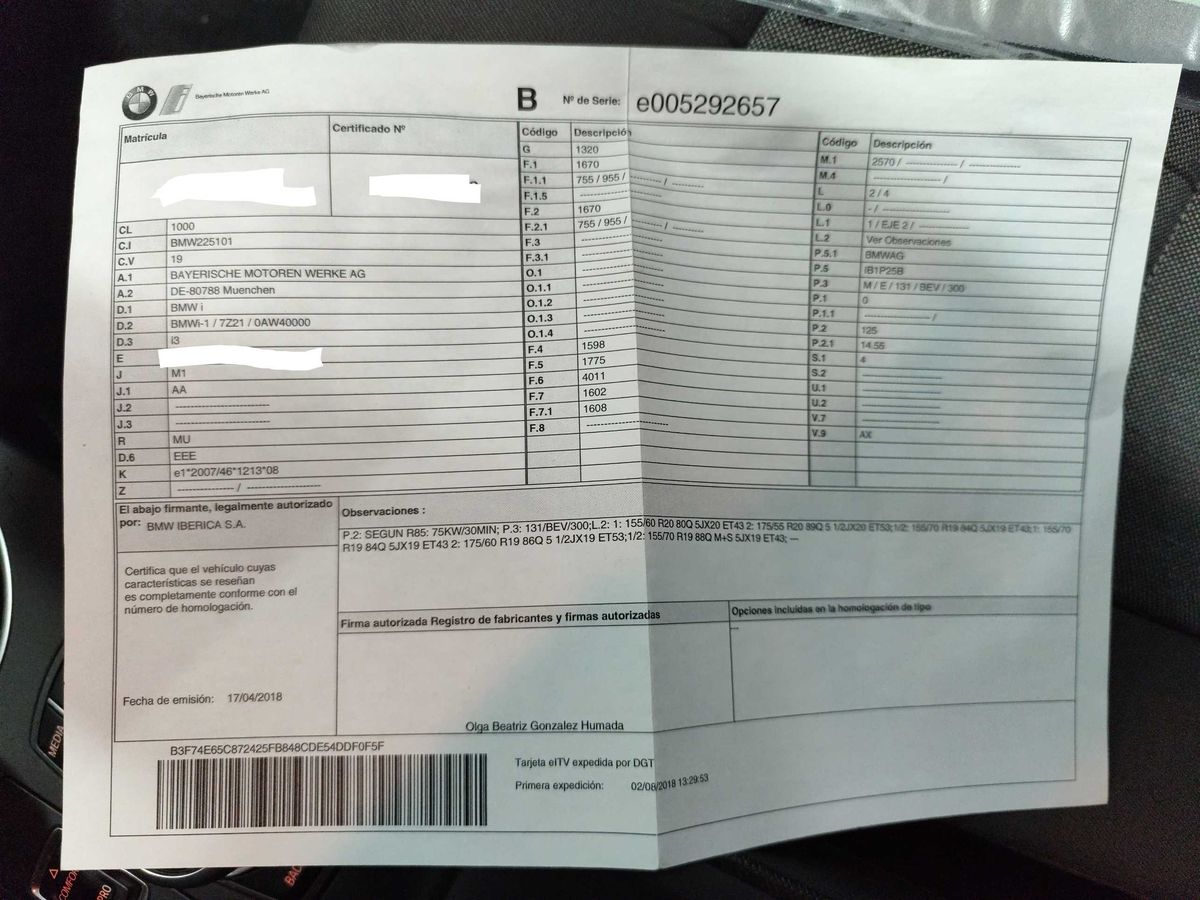 BMW
Bayerische Motoren Werke AG
B Nº de Serie: e005292657
Matrícula
Certificado Nº
CL 1000
C.I BMW225101
C.V 19
A.1 BAYERISCHE MOTOREN WERKE AG
A.2 DE-80788 Muenchen
D.1 BMW i
D.2 BMWi-1 / 7Z21 / 0AW40000
D.3 i3
E
J M1
J.1 AA
J.2 -----------------------
J.3 -----------------------
R MU
D.6 EEE
K e1*2007/46*1213*08
Z -------------- / ------------------
Código Descripción
G 1320
F.1 1670
F.1.1 755 / 955 / -------------- / --------
F.1.5 --------------------
F.2 1670
F.2.1 755 / 955 / -------------- / --------
F.3 --------------------
F.3.1 --------------------
O.1 --------------------
O.1.1 --------------------
O.1.2 --------------------
O.1.3 --------------------
O.1.4 --------------------
F.4 1598
F.5 1775
F.6 4011
F.7 1602
F.7.1 1608
F.8 --------------------
Código Descripción
M.1 2570 / -------------- / --------------
M.4 ------------------ /
L 2 / 4
L.0 - / ------------------
L.1 1 / EJE 2 / --------------
L.2 Ver Observaciones
P.5.1 BMWAG
P.5 IB1P25B
P.3 M / E / 131 / BEV / 300
P.1 0
P.1.1 ---------------- /
P.2 125
P.2.1 14.55
S.1 4
S.2 --------------------
U.1 --------------------
U.2 --------------------
V.7 --------------------
V.9 AX
El abajo firmante, legalmente autorizado
por: BMW IBERICA S.A.
Certifica que el vehículo cuyas
características se reseñan
es completamente conforme con el
número de homologación.
Fecha de emisión: 17/04/2018
Observaciones :
P.2: SEGUN R85: 75KW/30MIN; P.3: 131/BEV/300;L.2: 1: 155/60 R20 80Q 5JX20 ET43 2: 175/55 R20 89Q 5 1/2JX20 ET53;1/2: 155/70 R19 84Q 5JX19 ET43;1: 155/70
R19 84Q 5JX19 ET43 2: 175/60 R19 86Q 5 1/2JX19 ET53;1/2: 155/70 R19 88Q M+S 5JX19 ET43; ---
Firma autorizada Registro de fabricantes y firmas autorizadas
Opciones incluidas en la homologación de tipo
---
Olga Beatriz Gonzalez Humada
B3F74E65C872425FB848CDE54DDF0F5F
Tarjeta eITV expedida por DGT
Primera expedición: 02/08/2018 13:29:53
MEDIA
COMFORT
PRO